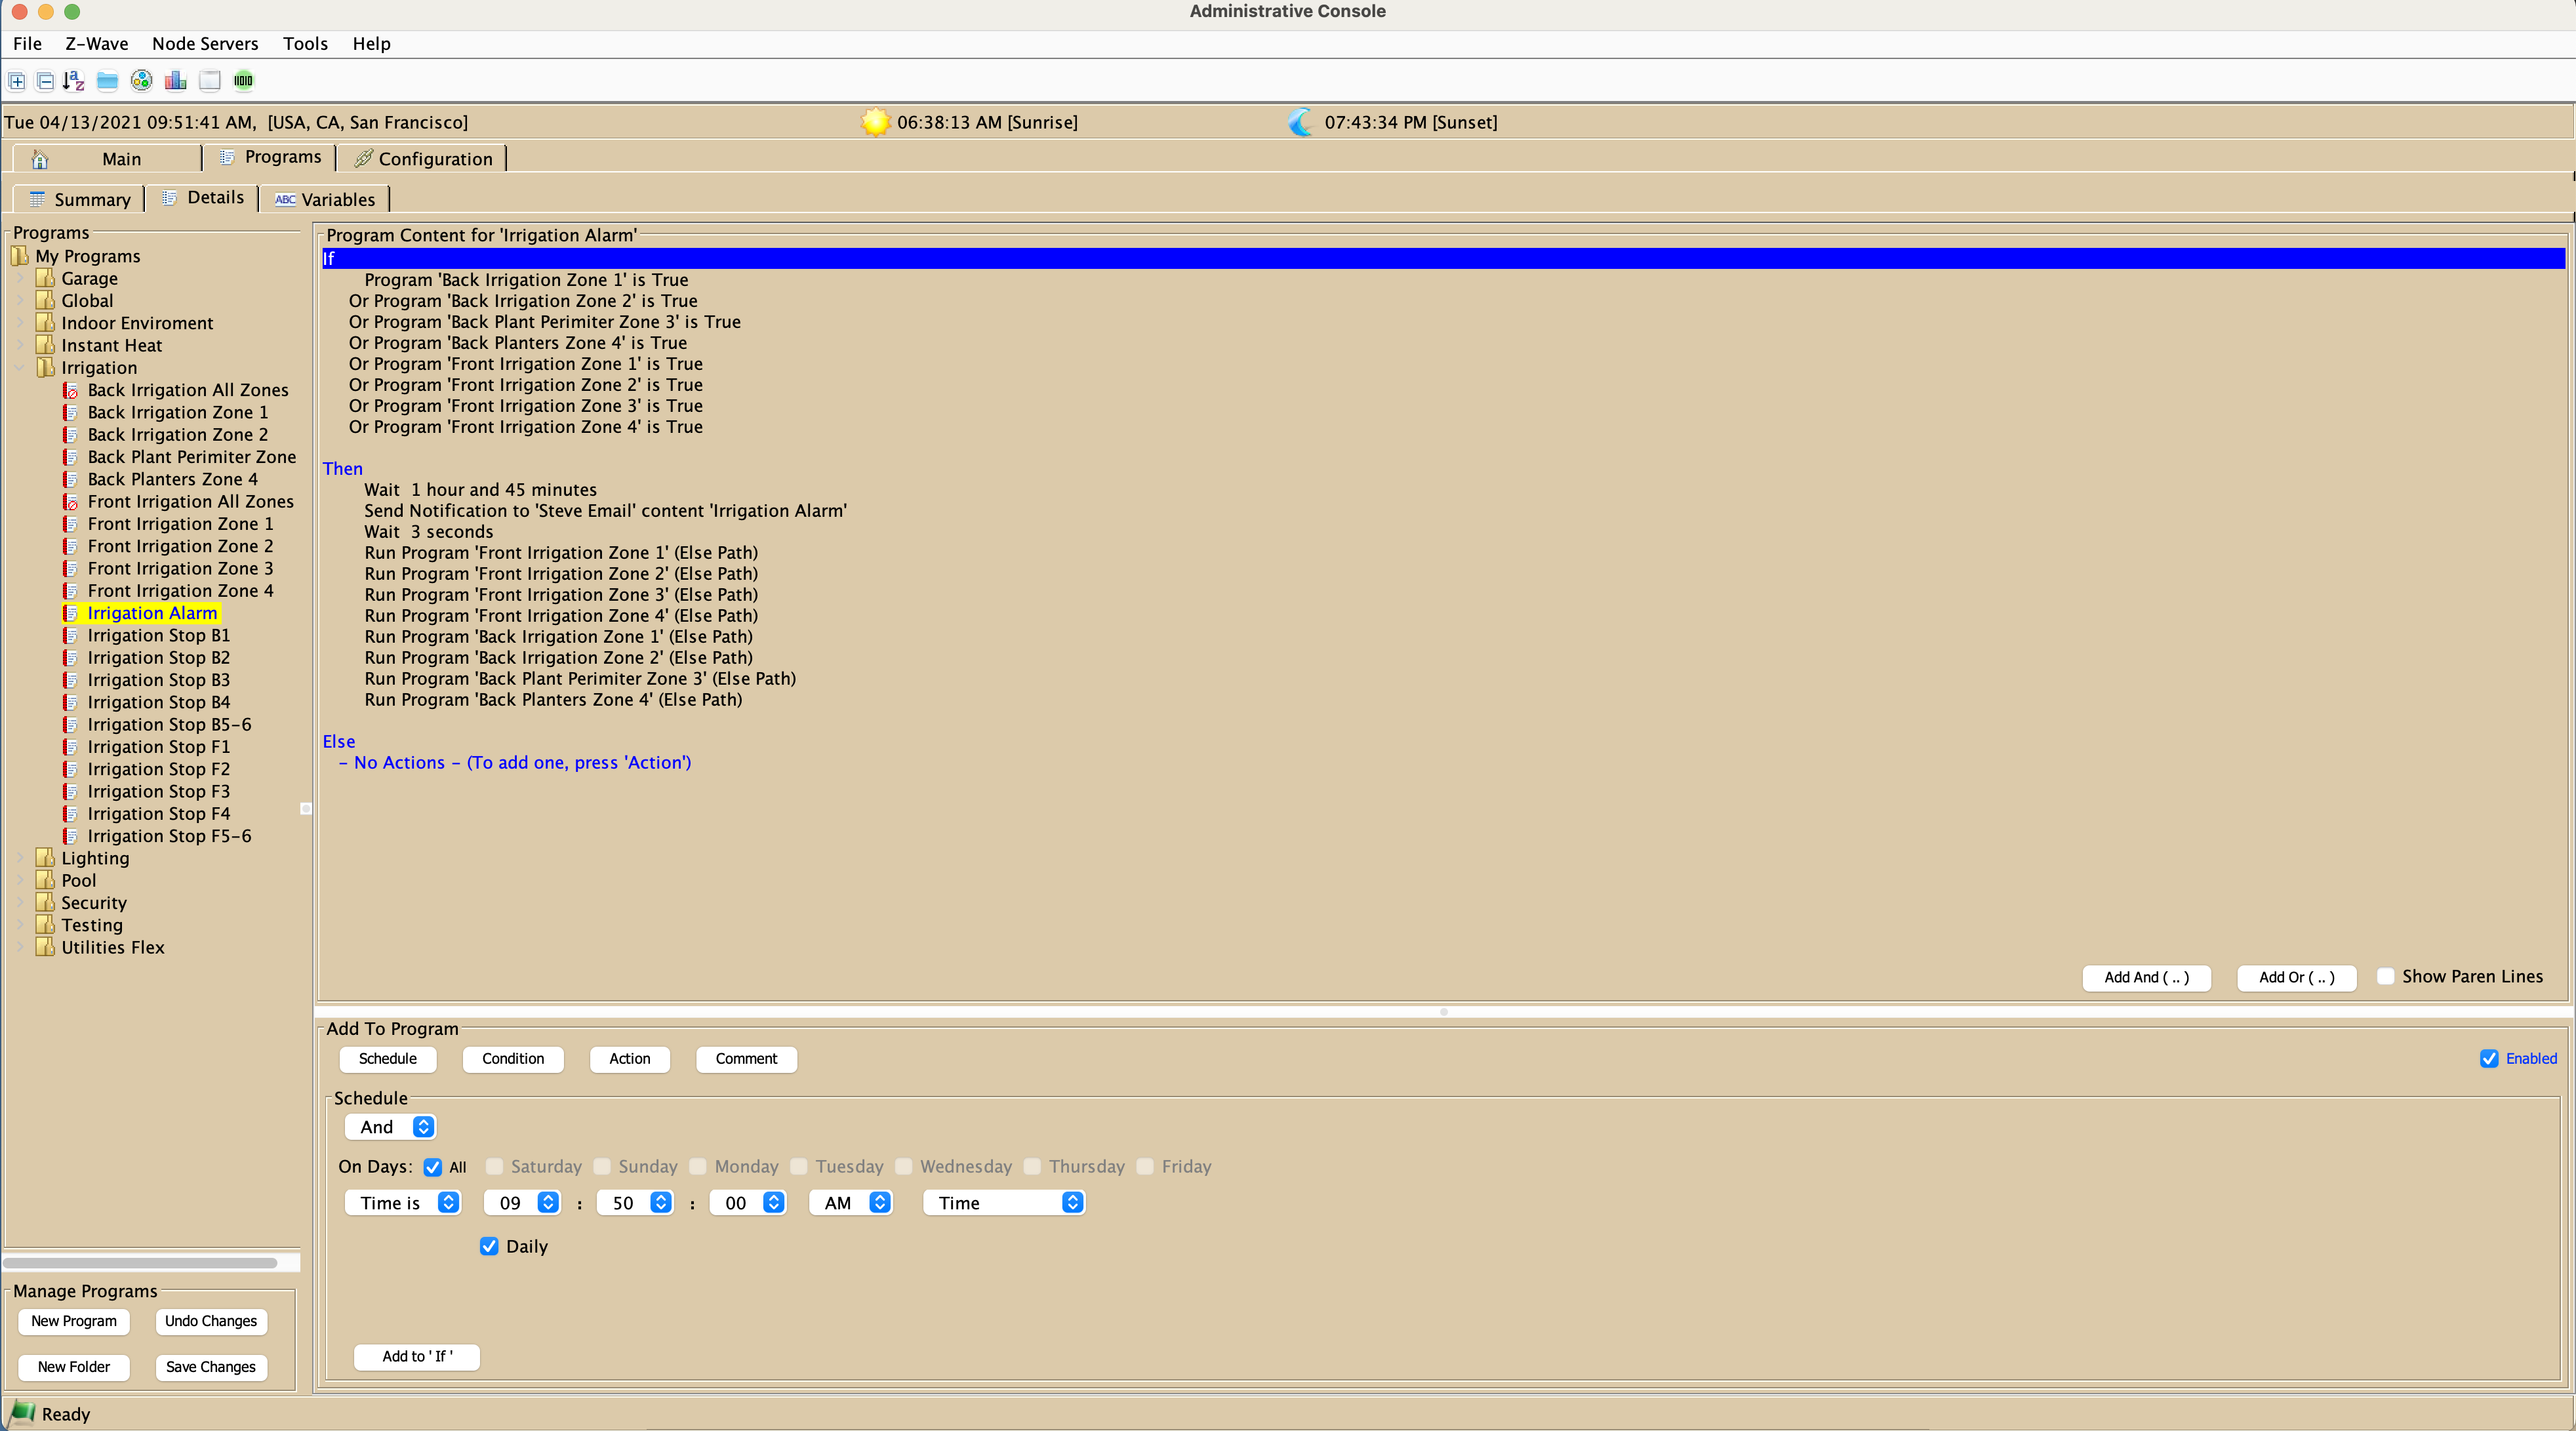 Administrative Console
File Z-Wave Node Servers Tools Help
Tue 04/13/2021 09:51:41 AM, [USA, CA, San Francisco] 06:38:13 AM [Sunrise] 07:43:34 PM [Sunset]
Main Programs Configuration
Summary Details ABC Variables
Programs
My Programs
Garage
Global
Indoor Enviroment
Instant Heat
Irrigation
Back Irrigation All Zones
Back Irrigation Zone 1
Back Irrigation Zone 2
Back Plant Perimiter Zone
Back Planters Zone 4
Front Irrigation All Zones
Front Irrigation Zone 1
Front Irrigation Zone 2
Front Irrigation Zone 3
Front Irrigation Zone 4
Irrigation Alarm
Irrigation Stop B1
Irrigation Stop B2
Irrigation Stop B3
Irrigation Stop B4
Irrigation Stop B5-6
Irrigation Stop F1
Irrigation Stop F2
Irrigation Stop F3
Irrigation Stop F4
Irrigation Stop F5-6
Lighting
Pool
Security
Testing
Utilities Flex
Manage Programs
New Program Undo Changes
New Folder Save Changes
Program Content for 'Irrigation Alarm'
If
Program 'Back Irrigation Zone 1' is True
Or Program 'Back Irrigation Zone 2' is True
Or Program 'Back Plant Perimiter Zone 3' is True
Or Program 'Back Planters Zone 4' is True
Or Program 'Front Irrigation Zone 1' is True
Or Program 'Front Irrigation Zone 2' is True
Or Program 'Front Irrigation Zone 3' is True
Or Program 'Front Irrigation Zone 4' is True
Then
Wait 1 hour and 45 minutes
Send Notification to 'Steve Email' content 'Irrigation Alarm'
Wait 3 seconds
Run Program 'Front Irrigation Zone 1' (Else Path)
Run Program 'Front Irrigation Zone 2' (Else Path)
Run Program 'Front Irrigation Zone 3' (Else Path)
Run Program 'Front Irrigation Zone 4' (Else Path)
Run Program 'Back Irrigation Zone 1' (Else Path)
Run Program 'Back Irrigation Zone 2' (Else Path)
Run Program 'Back Plant Perimiter Zone 3' (Else Path)
Run Program 'Back Planters Zone 4' (Else Path)
Else
- No Actions - (To add one, press 'Action')
Add And ( .. ) Add Or ( .. ) Show Paren Lines
Add To Program
Schedule Condition Action Comment Enabled
Schedule
And
On Days: All Saturday Sunday Monday Tuesday Wednesday Thursday Friday
Time is 09 : 50 : 00 AM Time
Daily
Add to ' If '
Ready